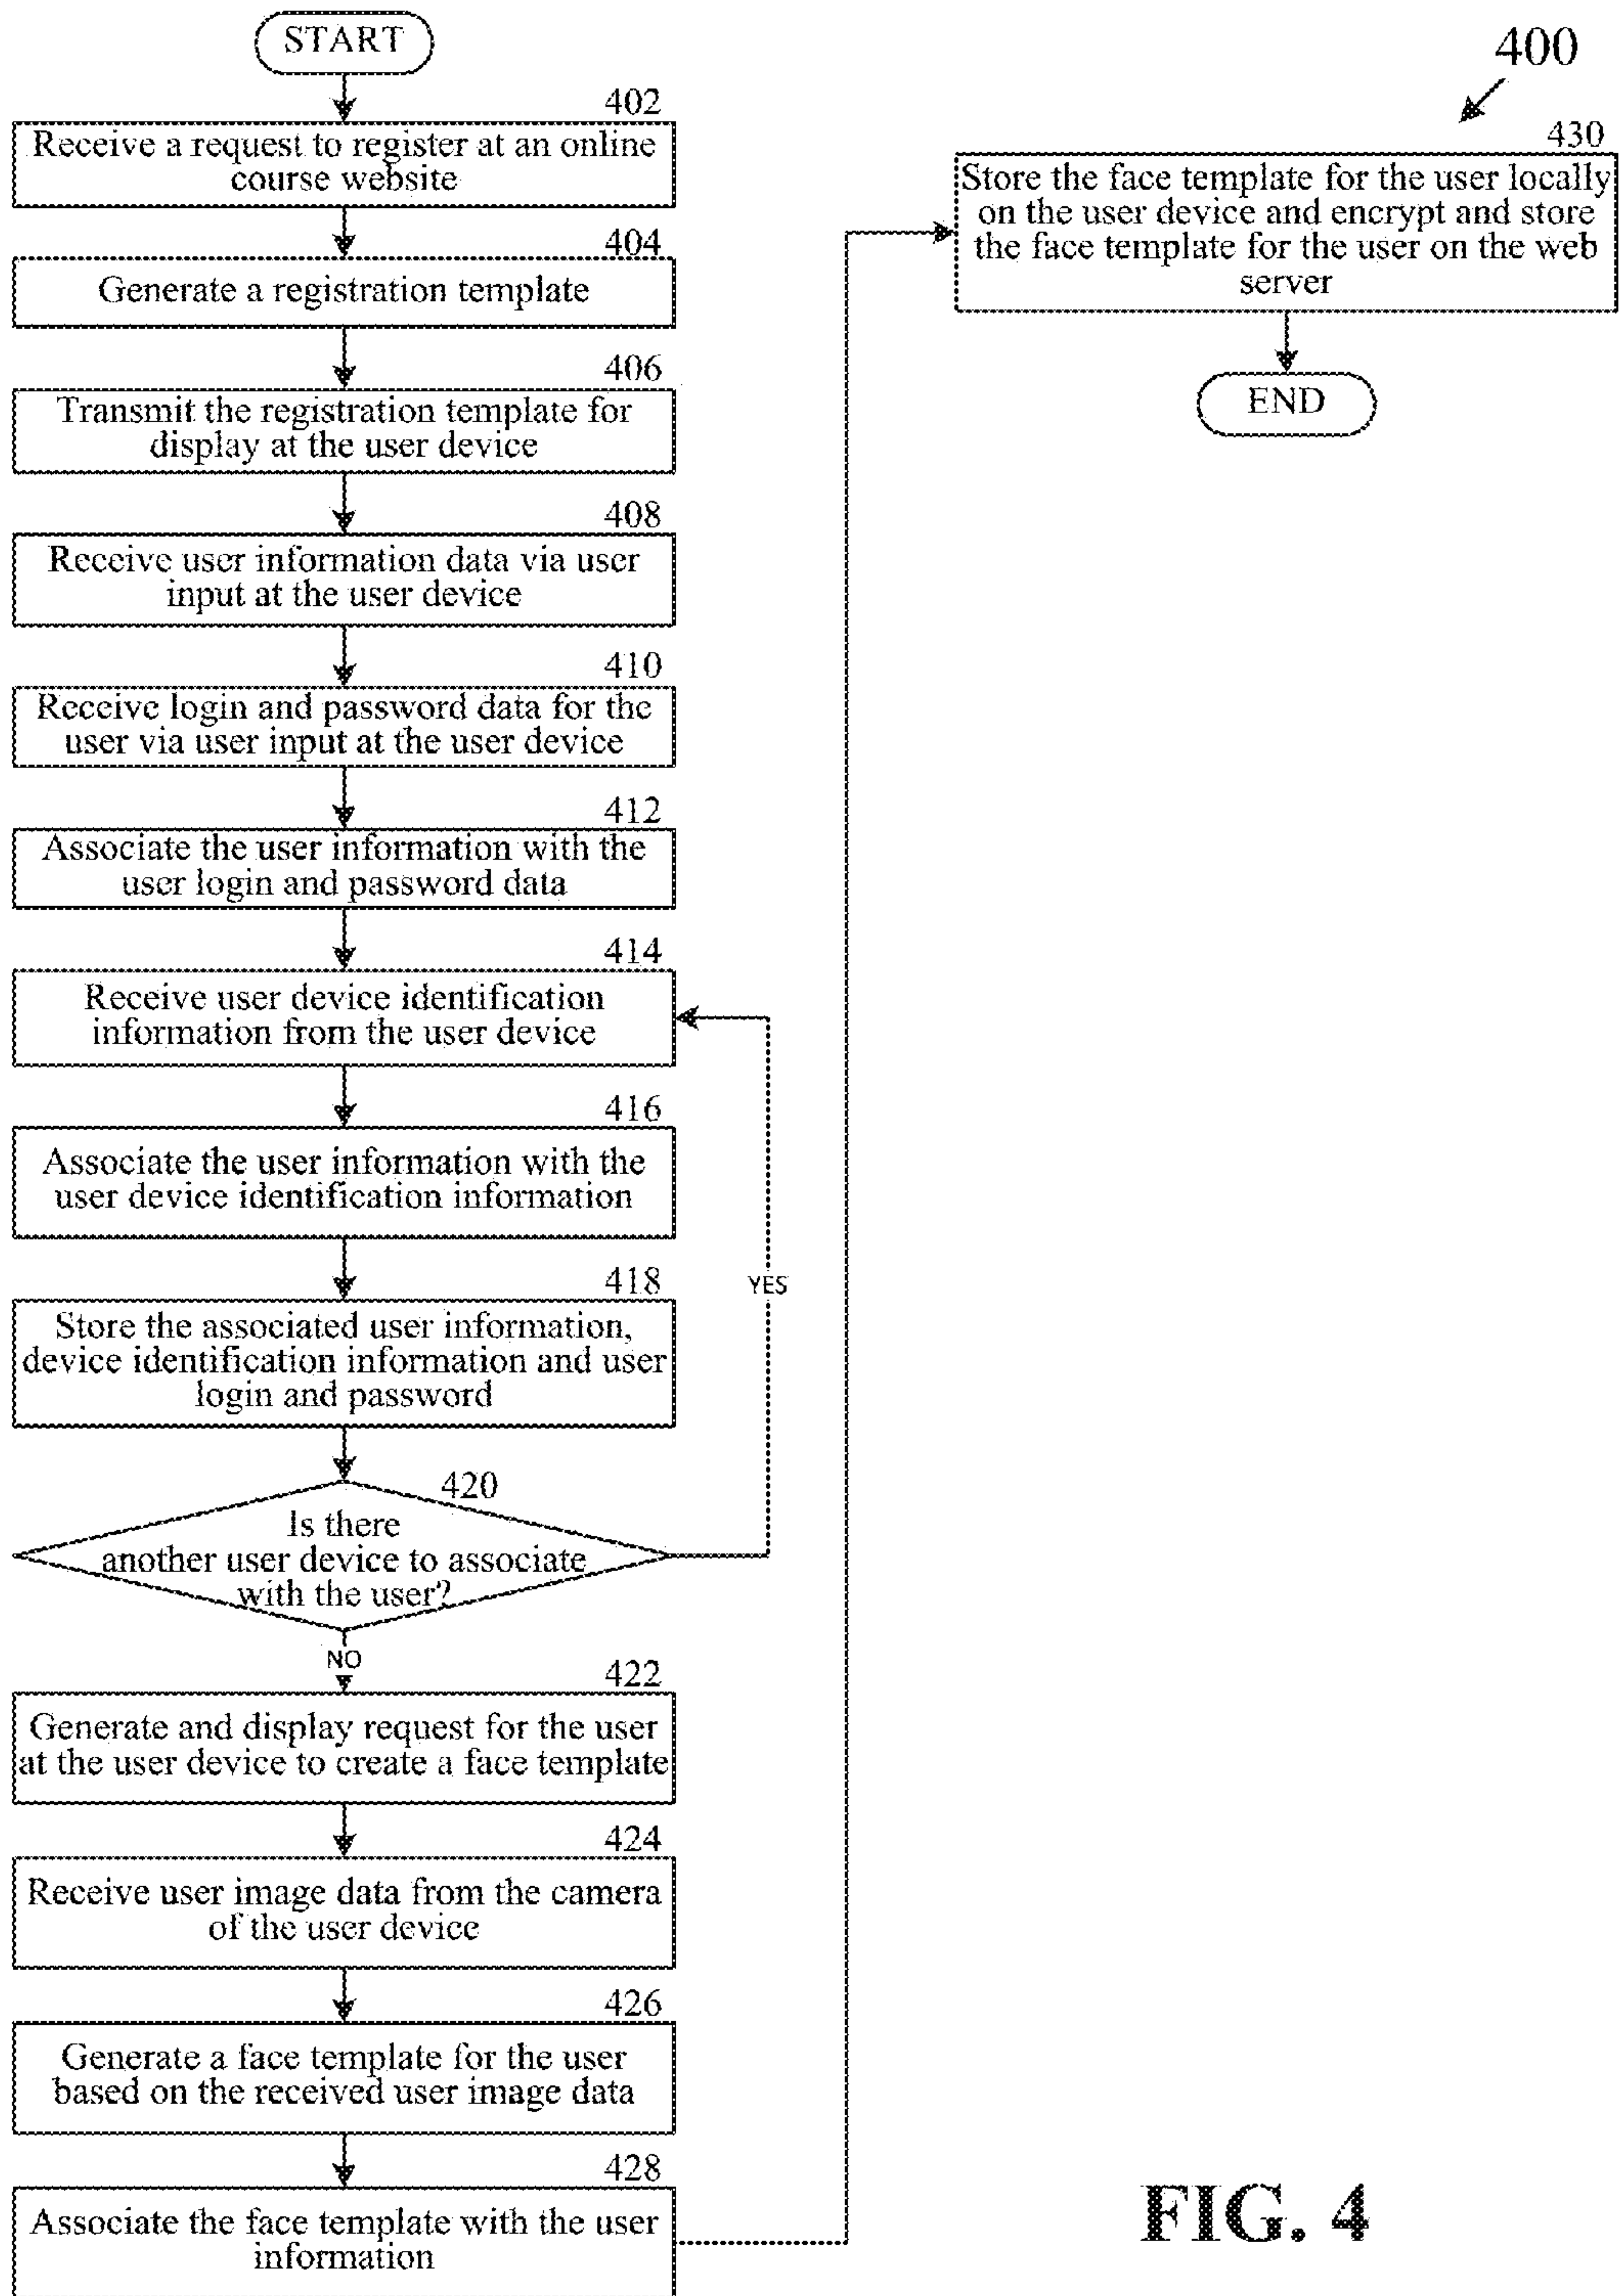 START
400
402
Receive a request to register at an online
course website
404
Generate a registration template
406
Transmit the registration template for
display at the user device
408
Receive user information data via user
input at the user device
410
Receive login and password data for the
user via user input at the user device
412
Associate the user information with the
user login and password data
414
Receive user device identification
information from the user device
416
Associate the user information with the
user device identification information
418
Store the associated user information,
device identification information and user
login and password
YES
420
Is there
another user device to associate
with the user?
NO
422
Generate and display request for the user
at the user device to create a face template
424
Receive user image data from the camera
of the user device
426
Generate a face template for the user
based on the received user image data
428
Associate the face template with the user
information
430
Store the face template for the user locally
on the user device and encrypt and store
the face template for the user on the web
server
END
FIG. 4